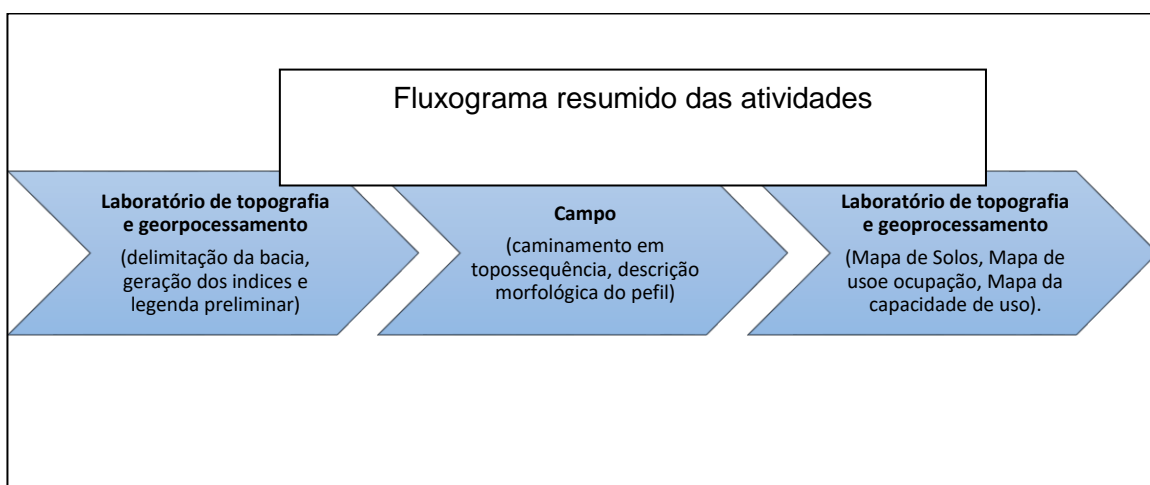 Fluxograma resumido das atividades
Laboratório de topografia
e georpocessamento
(delimitação da bacia,
geração dos indices e
legenda preliminar)
Campo
(caminamento em
topossequência, descrição
morfológica do pefil)
Laboratório de topografia
e geoprocessamento
(Mapa de Solos, Mapa de
usoe ocupação, Mapa da
capacidade de uso).